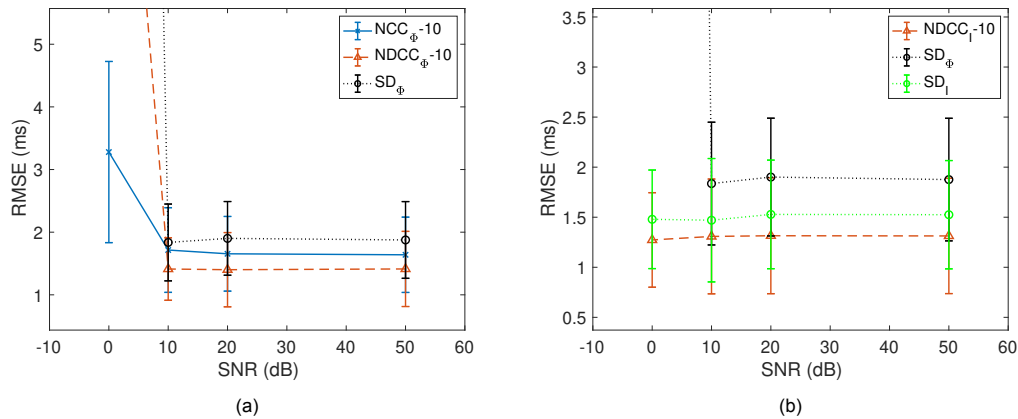 5
4
3
2
1
RMSE (ms)
-10 0 10 20 30 40 50 60
SNR (dB)
NCC_Φ-10
NDCC_Φ-10
SD_Φ
(a)
3.5
3
2.5
2
1.5
1
0.5
RMSE (ms)
-10 0 10 20 30 40 50 60
SNR (dB)
NDCC_I-10
SD_Φ
SD_I
(b)